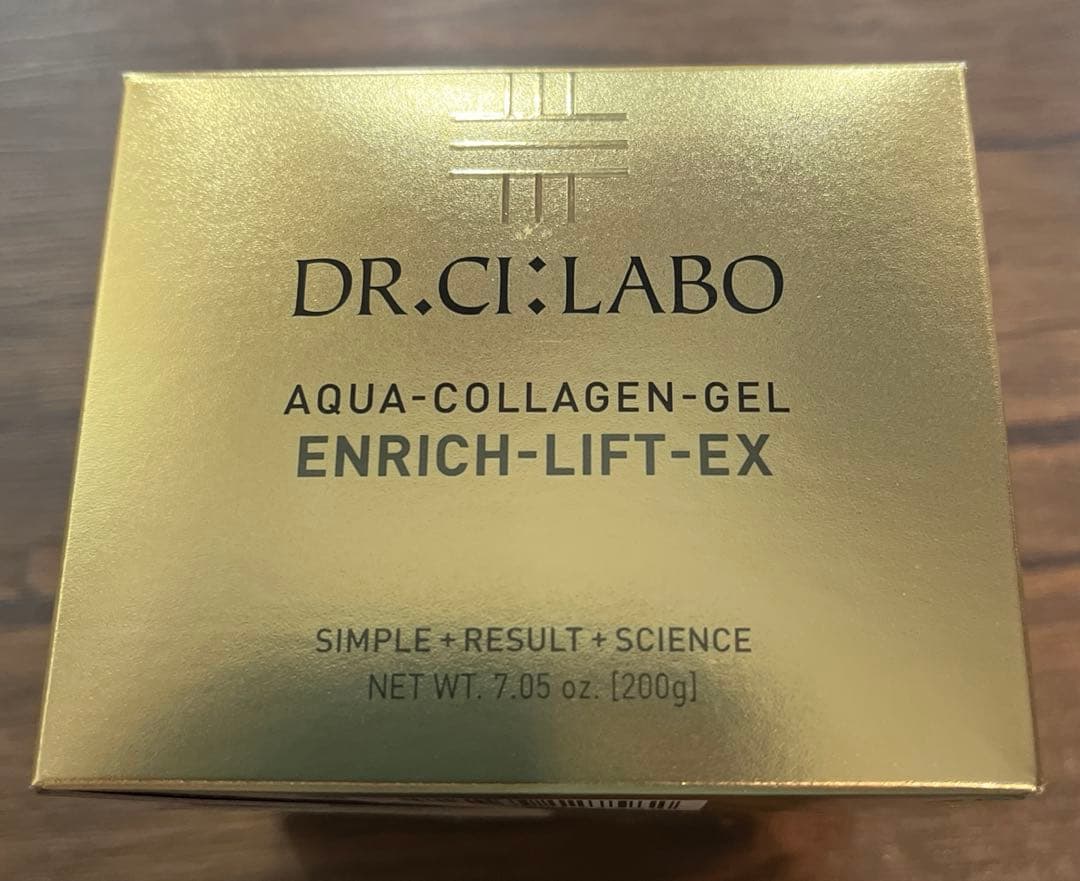 DR.CI:LABO
AQUA-COLLAGEN-GEL
ENRICH-LIFT-EX
SIMPLE+RESULT+SCIENCE
NET WT. 7.05 oz. [200g]